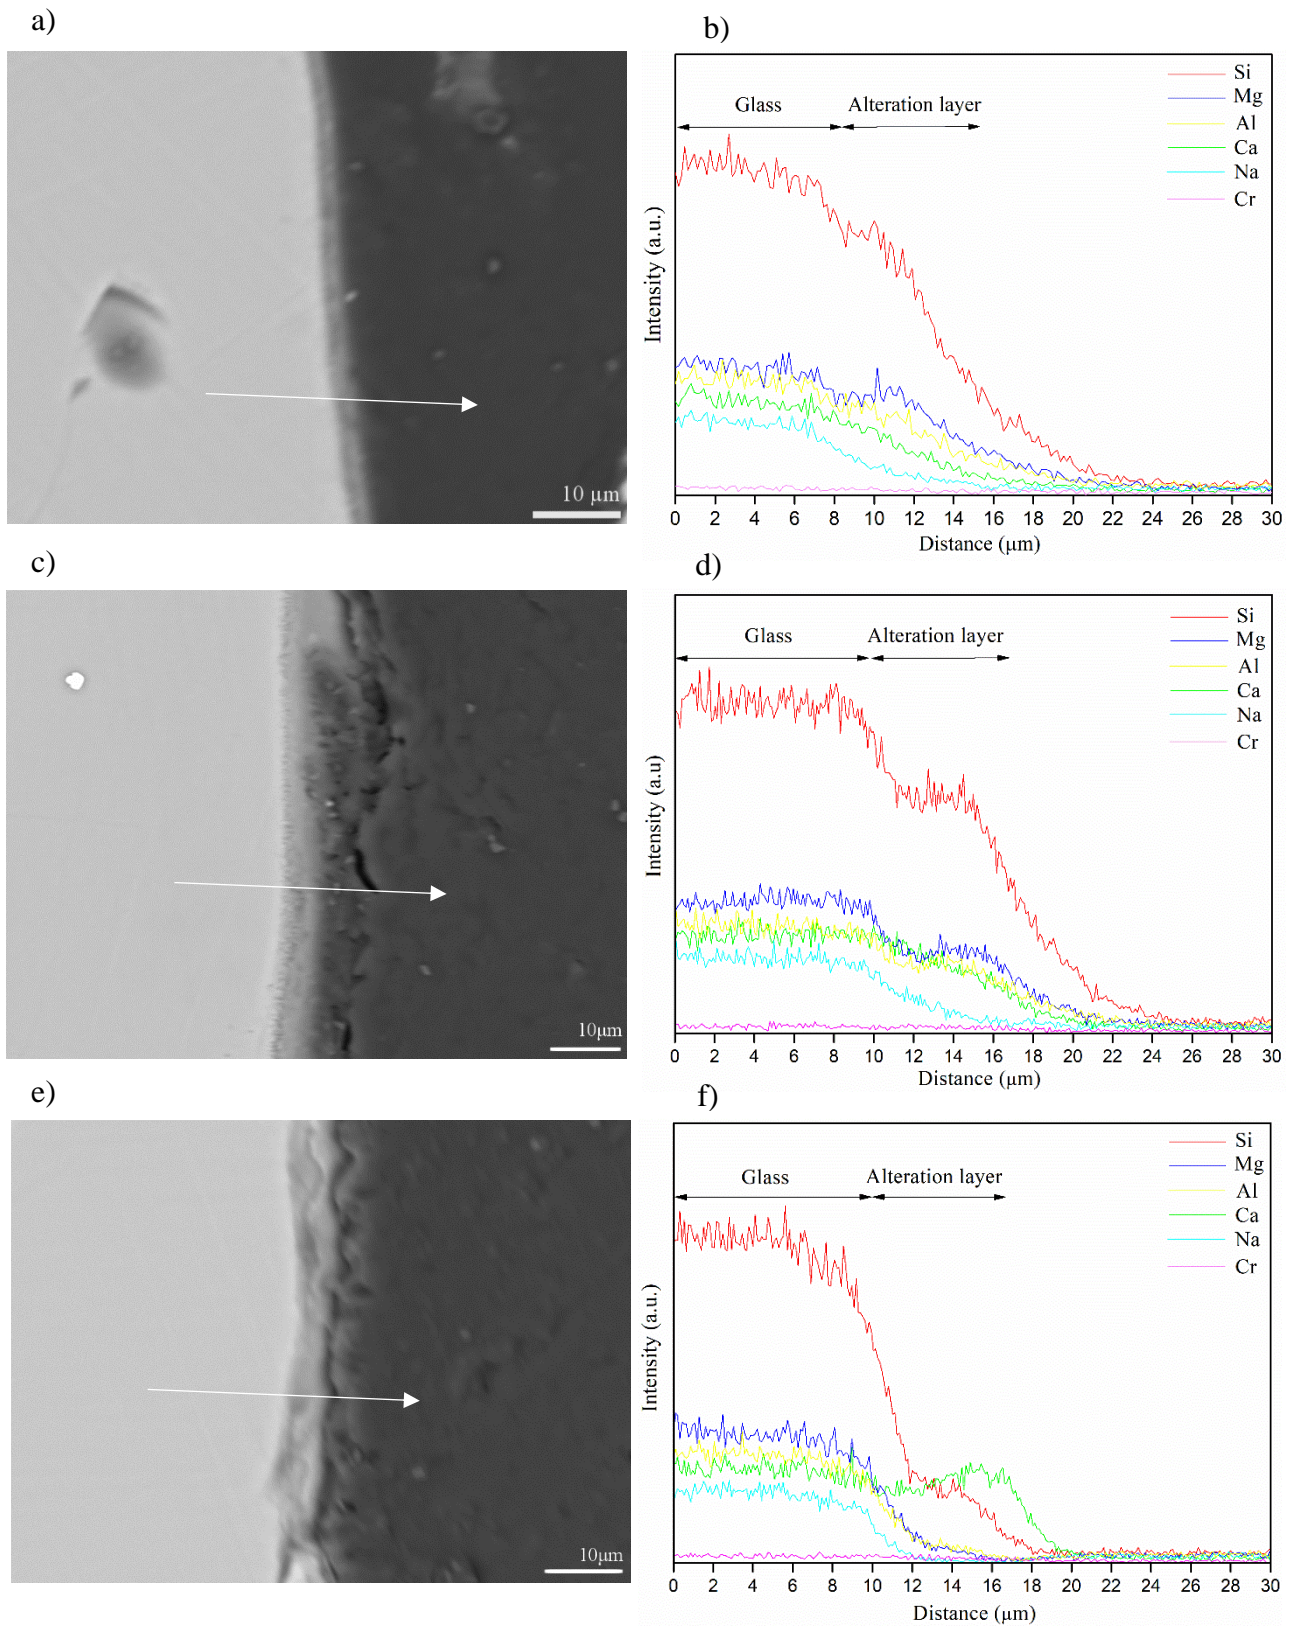 a)
10 µm
b)
Si
Mg
Al
Ca
Na
Cr
Glass
Alteration layer
Intensity (a.u.)
0 2 4 6 8 10 12 14 16 18 20 22 24 26 28 30
Distance (µm)
c)
10µm
d)
Si
Mg
Al
Ca
Na
Cr
Glass
Alteration layer
Intensity (a.u)
0 2 4 6 8 10 12 14 16 18 20 22 24 26 28 30
Distance (µm)
e)
10µm
f)
Si
Mg
Al
Ca
Na
Cr
Glass
Alteration layer
Intensity (a.u.)
0 2 4 6 8 10 12 14 16 18 20 22 24 26 28 30
Distance (µm)